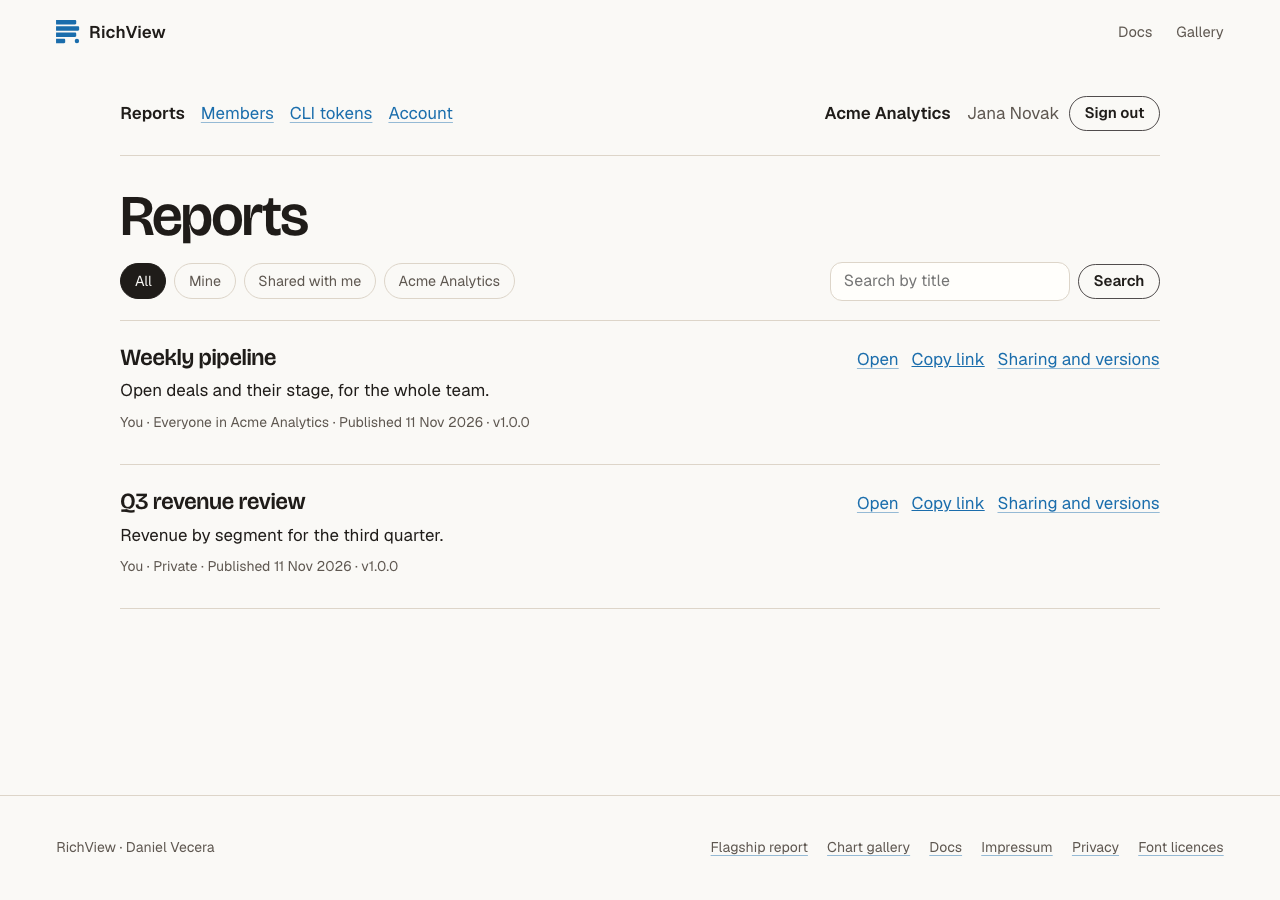 RichView
Docs Gallery
Reports Members CLI tokens Account
Acme Analytics Jana Novak Sign out
Reports
All Mine Shared with me Acme Analytics
Search by title Search
Weekly pipeline
Open Copy link Sharing and versions
Open deals and their stage, for the whole team.
You · Everyone in Acme Analytics · Published 11 Nov 2026 · v1.0.0
Q3 revenue review
Open Copy link Sharing and versions
Revenue by segment for the third quarter.
You · Private · Published 11 Nov 2026 · v1.0.0
RichView · Daniel Vecera
Flagship report Chart gallery Docs Impressum Privacy Font licences